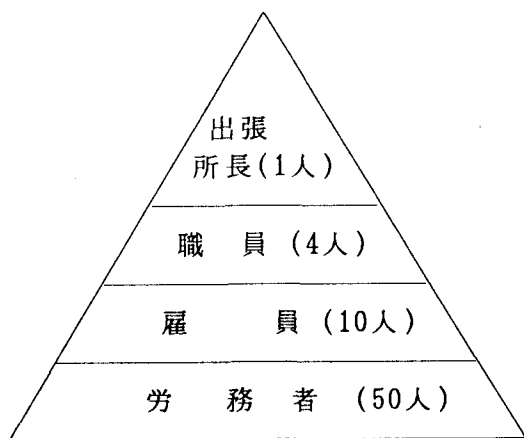 出張
所長(1人)
職員(4人)
雇員(10人)
労務者(50人)